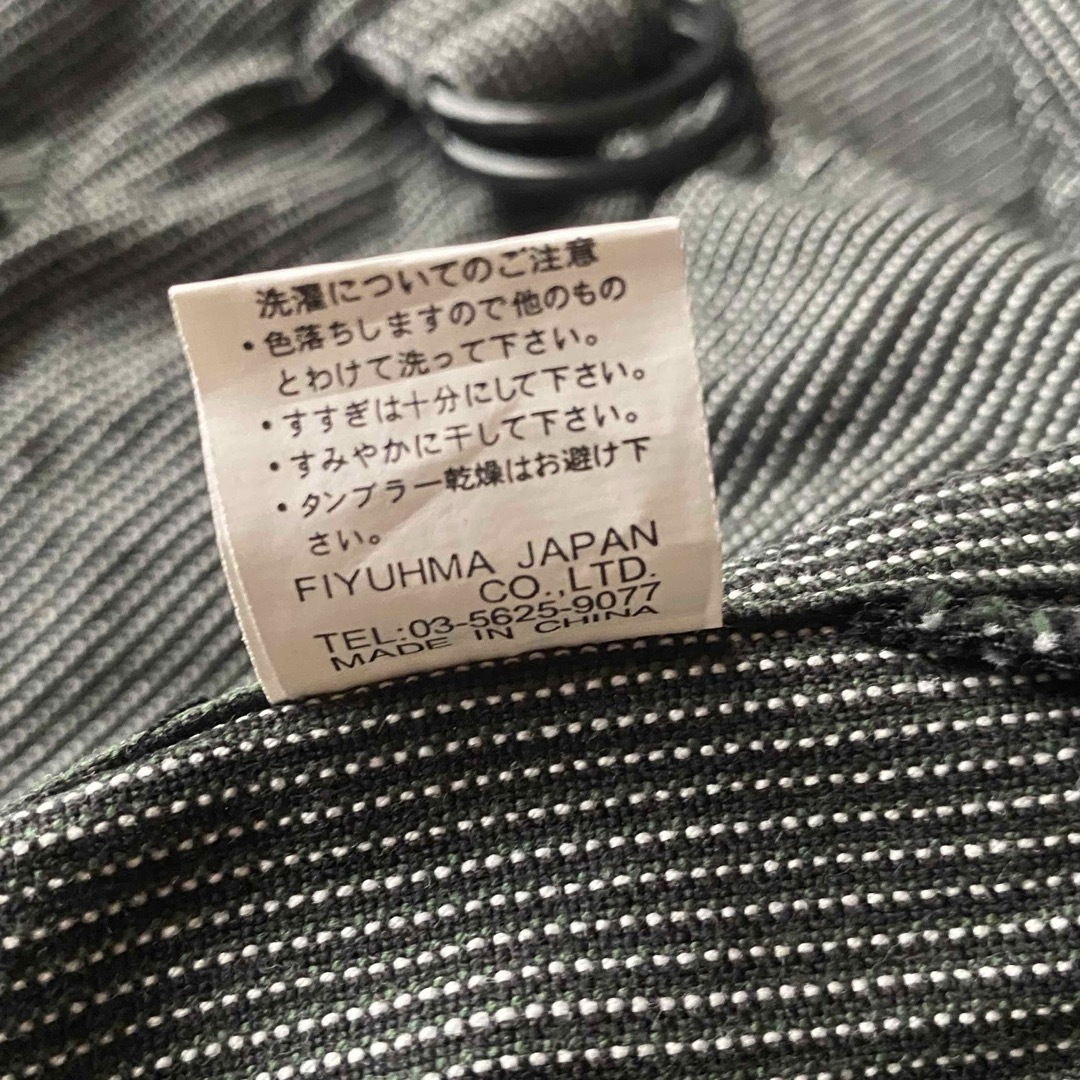 洗濯についてのご注意
・色落ちしますので他のもの
とわけて洗って下さい。
・すすぎは十分にして下さい。
・すみやかに干して下さい。
・タンブラー乾燥はお避け下
さい。
FIYUHMA JAPAN
CO.,LTD.
TEL:03-5625-9077
MADE IN CHINA